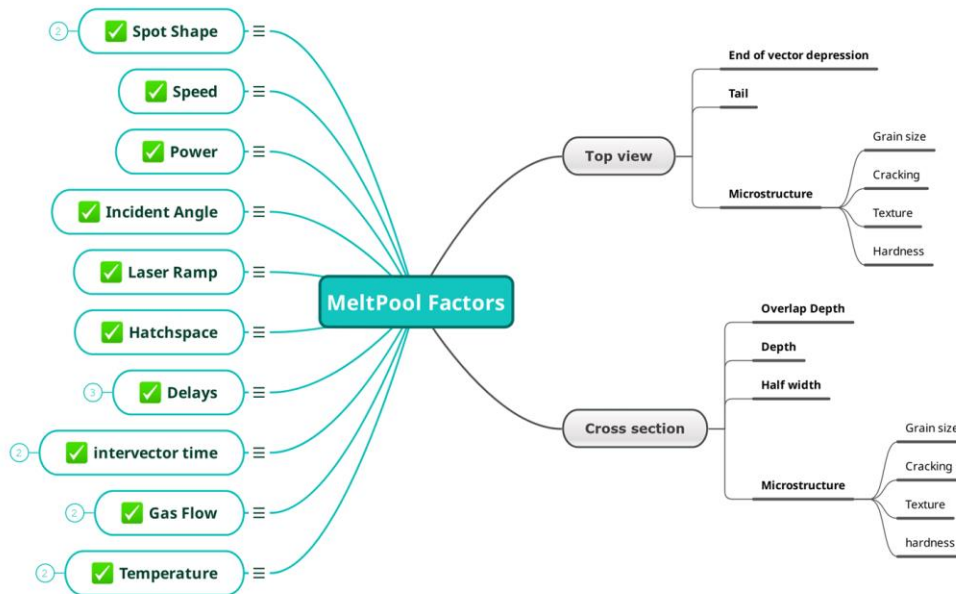 2
Spot Shape
Speed
Power
Incident Angle
Laser Ramp
Hatchspace
3
Delays
2
intervector time
2
Gas Flow
2
Temperature
MeltPool Factors
Top view
End of vector depression
Tail
Microstructure
Grain size
Cracking
Texture
Hardness
Cross section
Overlap Depth
Depth
Half width
Microstructure
Grain size
Cracking
Texture
hardness